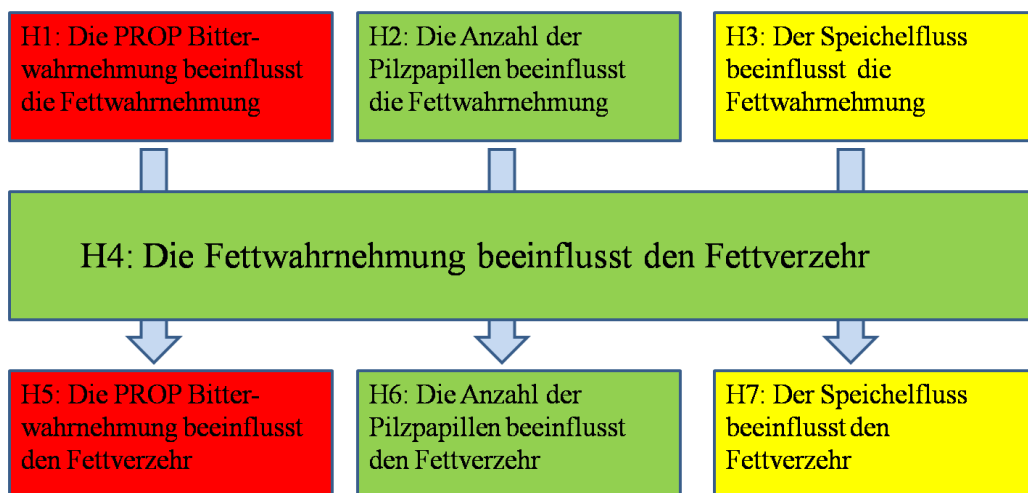 H1: Die PROP Bitter-
wahrnehmung beeinflusst
die Fettwahrnehmung
H2: Die Anzahl der
Pilzpapillen beeinflusst
die Fettwahrnehmung
H3: Der Speichelfluss
beeinflusst die
Fettwahrnehmung
H4: Die Fettwahrnehmung beeinflusst den Fettverzehr
H5: Die PROP Bitter-
wahrnehmung beeinflusst
den Fettverzehr
H6: Die Anzahl der
Pilzpapillen beeinflusst
den Fettverzehr
H7: Der Speichelfluss
beeinflusst den
Fettverzehr